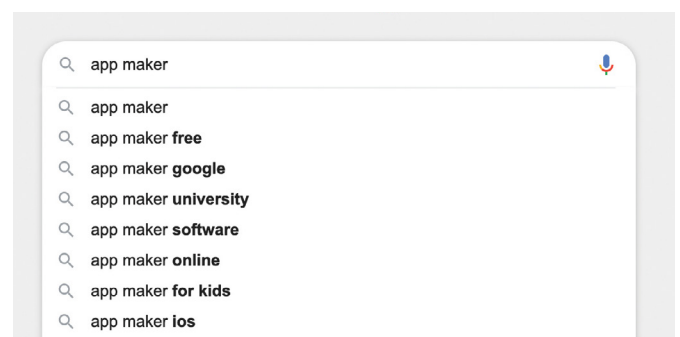 app maker
app maker
app maker free
app maker google
app maker university
app maker software
app maker online
app maker for kids
app maker ios